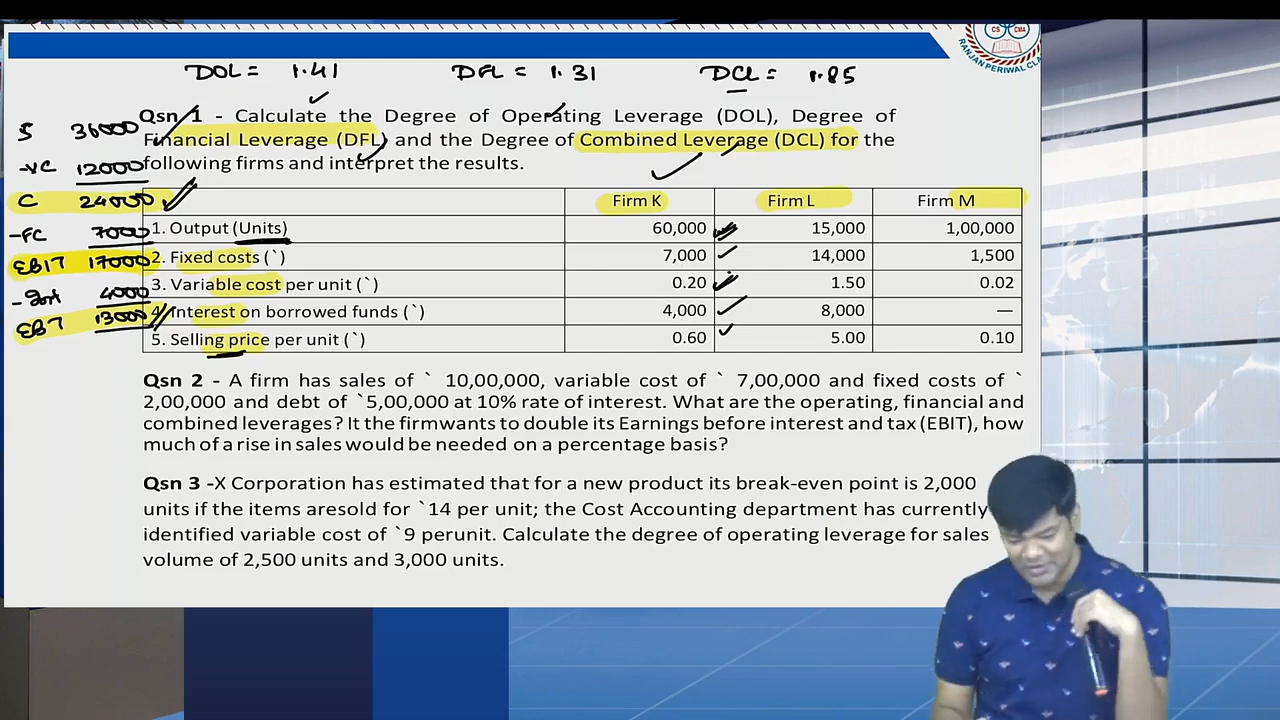 CS CMA
RANJAN PERIWAL CLA
DOL = 1.41 DFL = 1.31 DCL = 1.85
Qsn 1 - Calculate the Degree of Operating Leverage (DOL), Degree of
Financial Leverage (DFL) and the Degree of Combined Leverage (DCL) for the
following firms and interpret the results.
S 36000
-VC 12000
C 24000
-FC 7000
EBIT 17000
-Int 4000
EBT 13000
Firm K Firm L Firm M
1. Output (Units) 60,000 15,000 1,00,000
2. Fixed costs (`) 7,000 14,000 1,500
3. Variable cost per unit (`) 0.20 1.50 0.02
4. Interest on borrowed funds (`) 4,000 8,000 —
5. Selling price per unit (`) 0.60 5.00 0.10
Qsn 2 - A firm has sales of ` 10,00,000, variable cost of ` 7,00,000 and fixed costs of `
2,00,000 and debt of `5,00,000 at 10% rate of interest. What are the operating, financial and
combined leverages? It the firmwants to double its Earnings before interest and tax (EBIT), how
much of a rise in sales would be needed on a percentage basis?
Qsn 3 -X Corporation has estimated that for a new product its break-even point is 2,000
units if the items aresold for `14 per unit; the Cost Accounting department has currently
identified variable cost of `9 perunit. Calculate the degree of operating leverage for sales
volume of 2,500 units and 3,000 units.